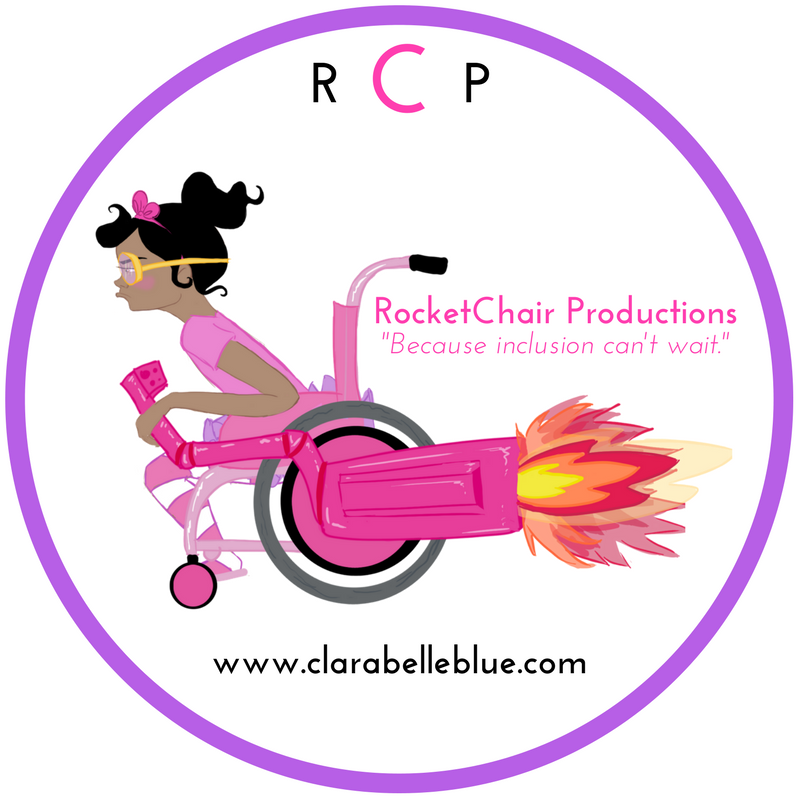 R C P
RocketChair Productions
"Because inclusion can't wait."
www.clarabelleblue.com